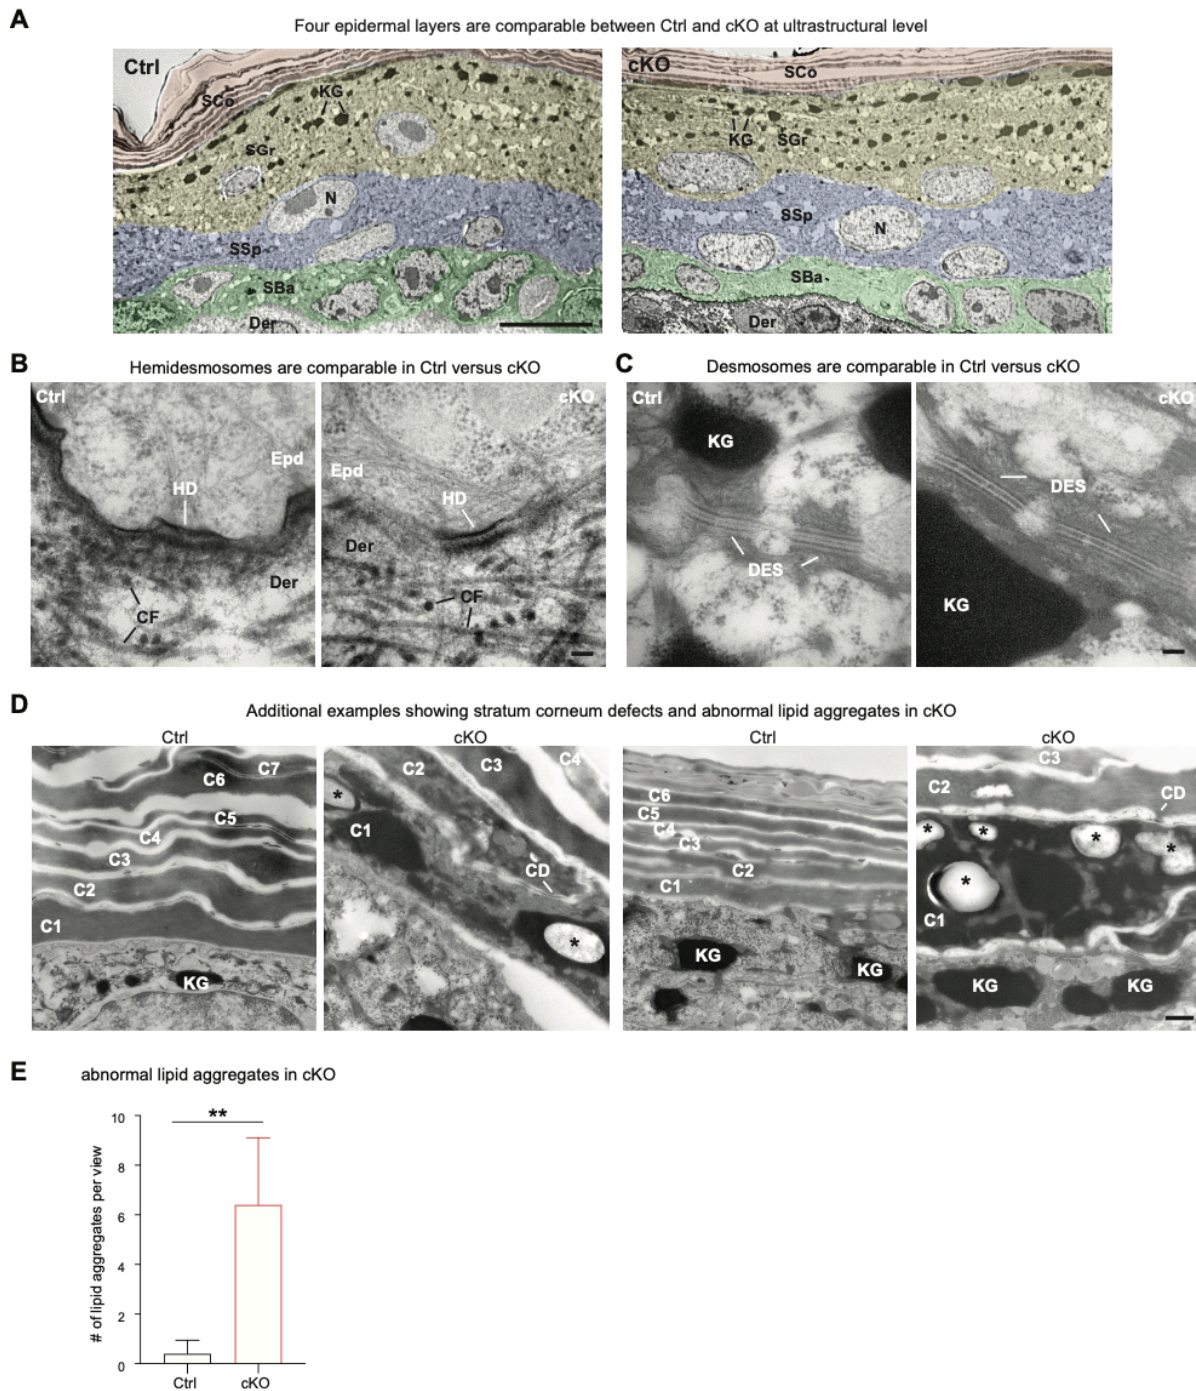 A
Four epidermal layers are comparable between Ctrl and cKO at ultrastructural level
Ctrl
SCo
KG
SGr
N
SSp
SBa
Der
cKO
SCo
KG
SGr
SSp
N
SBa
Der
B
Hemidesmosomes are comparable in Ctrl versus cKO
Ctrl
Epd
HD
Der
CF
cKO
Epd
HD
Der
CF
C
Desmosomes are comparable in Ctrl versus cKO
Ctrl
KG
DES
cKO
DES
KG
D
Additional examples showing stratum corneum defects and abnormal lipid aggregates in cKO
Ctrl
C7
C6
C5
C4
C3
C2
C1
KG
cKO
C4
C3
C2
*
C1
CD
*
Ctrl
C6
C5
C4
C3
C2
C1
KG
KG
cKO
C3
C2
CD
* * * *
*
C1
KG
KG
E
abnormal lipid aggregates in cKO
# of lipid aggregates per view
10
8
6
4
2
0
**
Ctrl
cKO